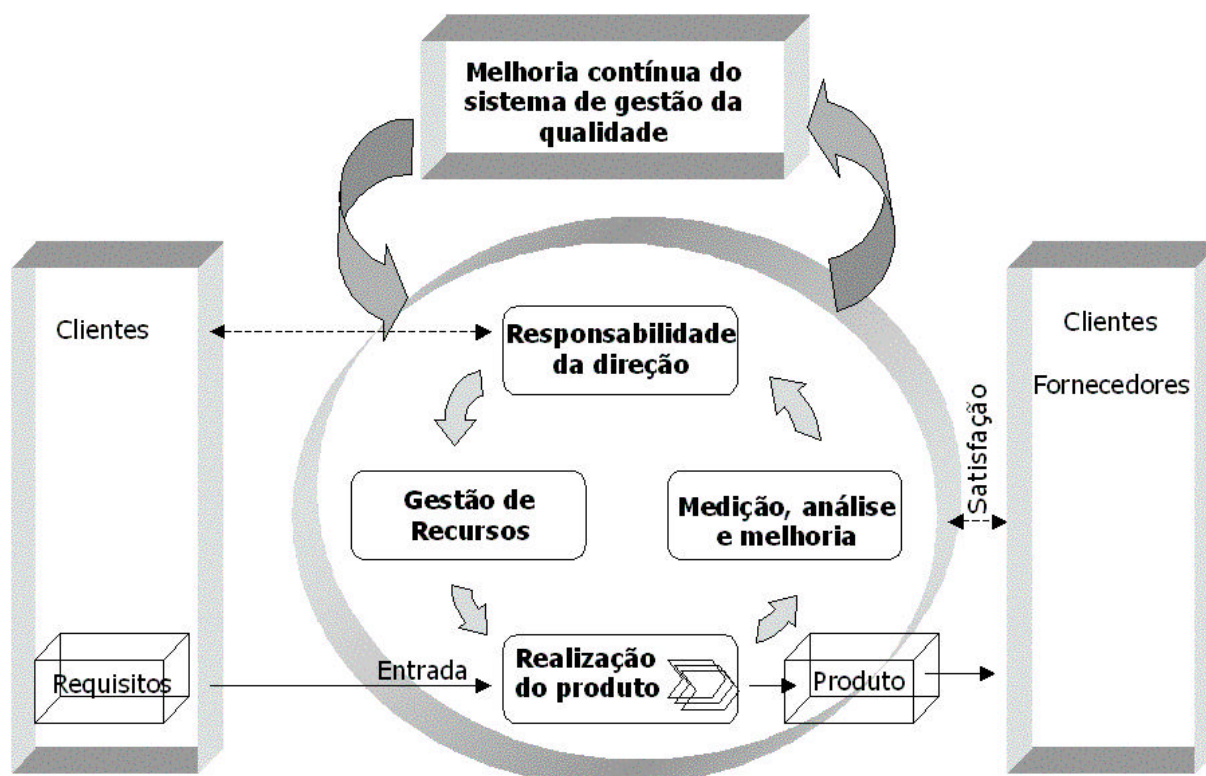 Melhoria contínua do
sistema de gestão da
qualidade
Clientes
Responsabilidade
da direção
Clientes
Fornecedores
Satisfação
Gestão de
Recursos
Medição, análise
e melhoria
Requisitos
Entrada
Realização
do produto
Produto